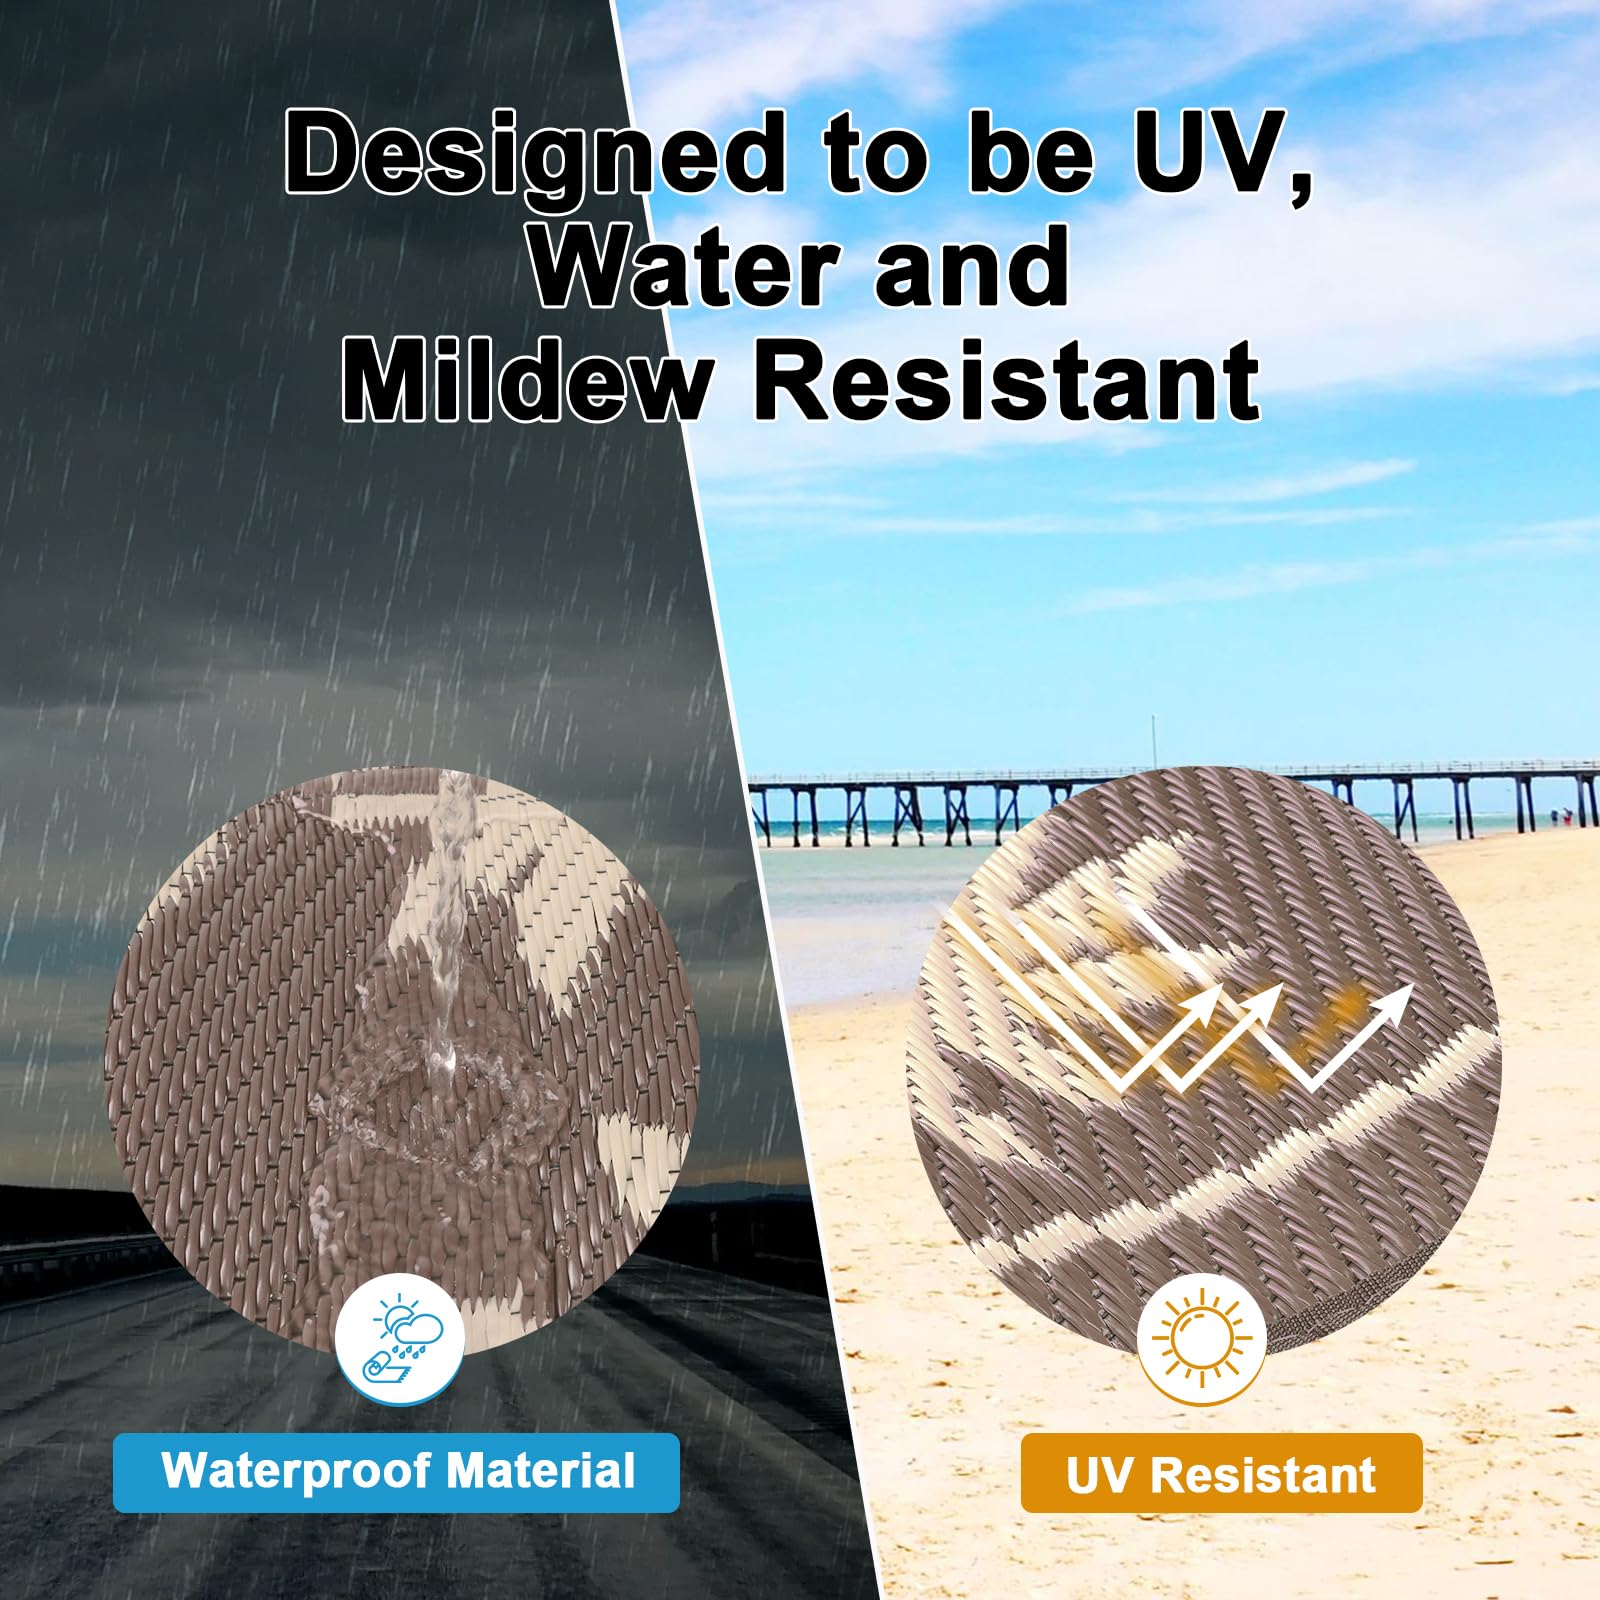 Designed to be UV,
Water and
Mildew Resistant
Waterproof Material
UV Resistant